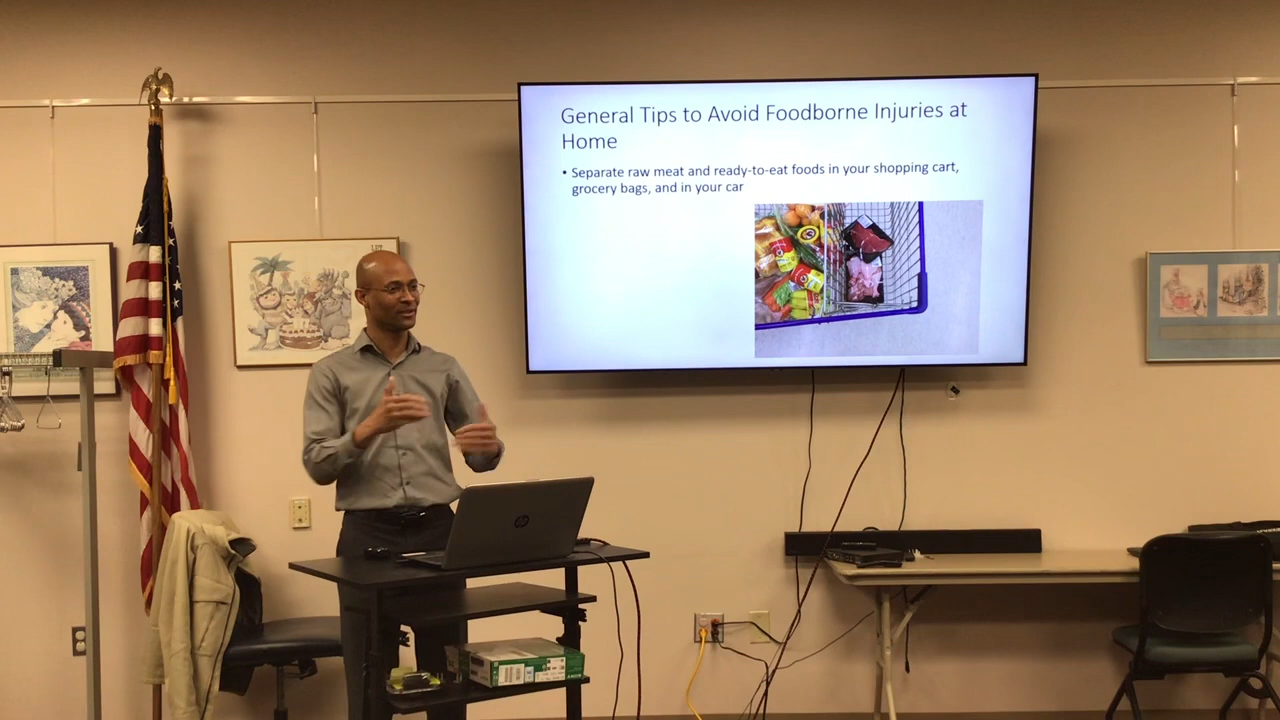 General Tips to Avoid Foodborne Injuries at
Home
• Separate raw meat and ready-to-eat foods in your shopping cart,
grocery bags, and in your car
hp